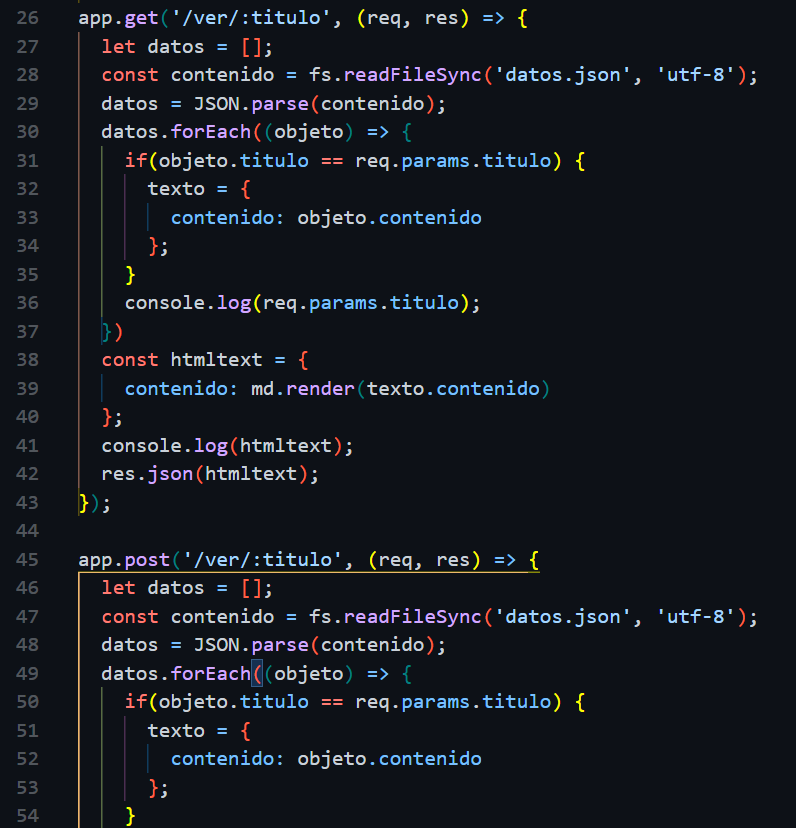 26 app.get('/ver/:titulo', (req, res) => {
27 let datos = [];
28 const contenido = fs.readFileSync('datos.json', 'utf-8');
29 datos = JSON.parse(contenido);
30 datos.forEach((objeto) => {
31 if(objeto.titulo == req.params.titulo) {
32 texto = {
33 contenido: objeto.contenido
34 };
35 }
36 console.log(req.params.titulo);
37 })
38 const htmltext = {
39 contenido: md.render(texto.contenido)
40 };
41 console.log(htmltext);
42 res.json(htmltext);
43 });
44
45 app.post('/ver/:titulo', (req, res) => {
46 let datos = [];
47 const contenido = fs.readFileSync('datos.json', 'utf-8');
48 datos = JSON.parse(contenido);
49 datos.forEach((objeto) => {
50 if(objeto.titulo == req.params.titulo) {
51 texto = {
52 contenido: objeto.contenido
53 };
54 }